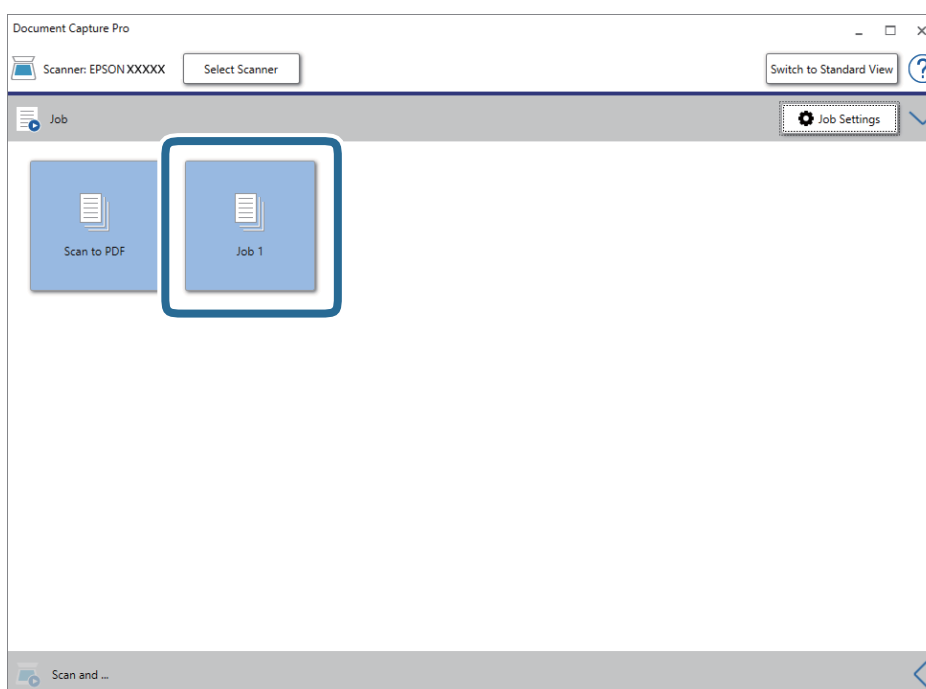 Document Capture Pro
Scanner: EPSON XXXXX
Select Scanner
Switch to Standard View
?
Job
Job Settings
Scan to PDF
Job 1
Scan and ...